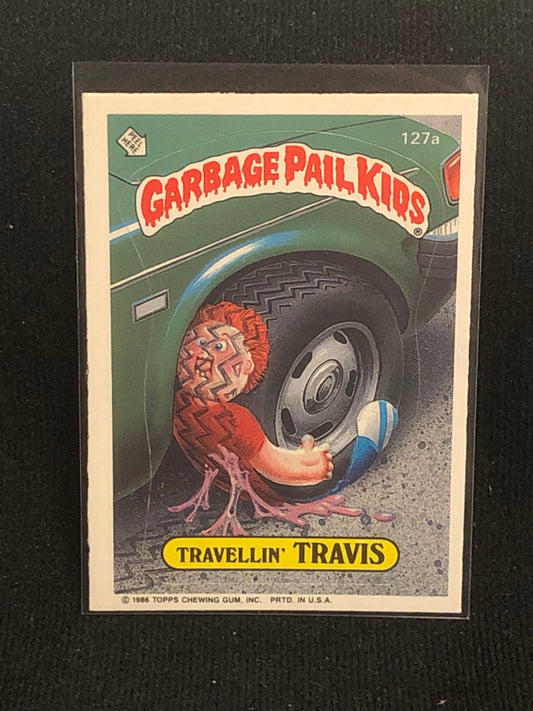 PEEL
HERE
127a
GARBAGE PAIL KIDS
®
TRAVELLIN' TRAVIS
© 1986 TOPPS CHEWING GUM, INC. PRTD. IN U.S.A.